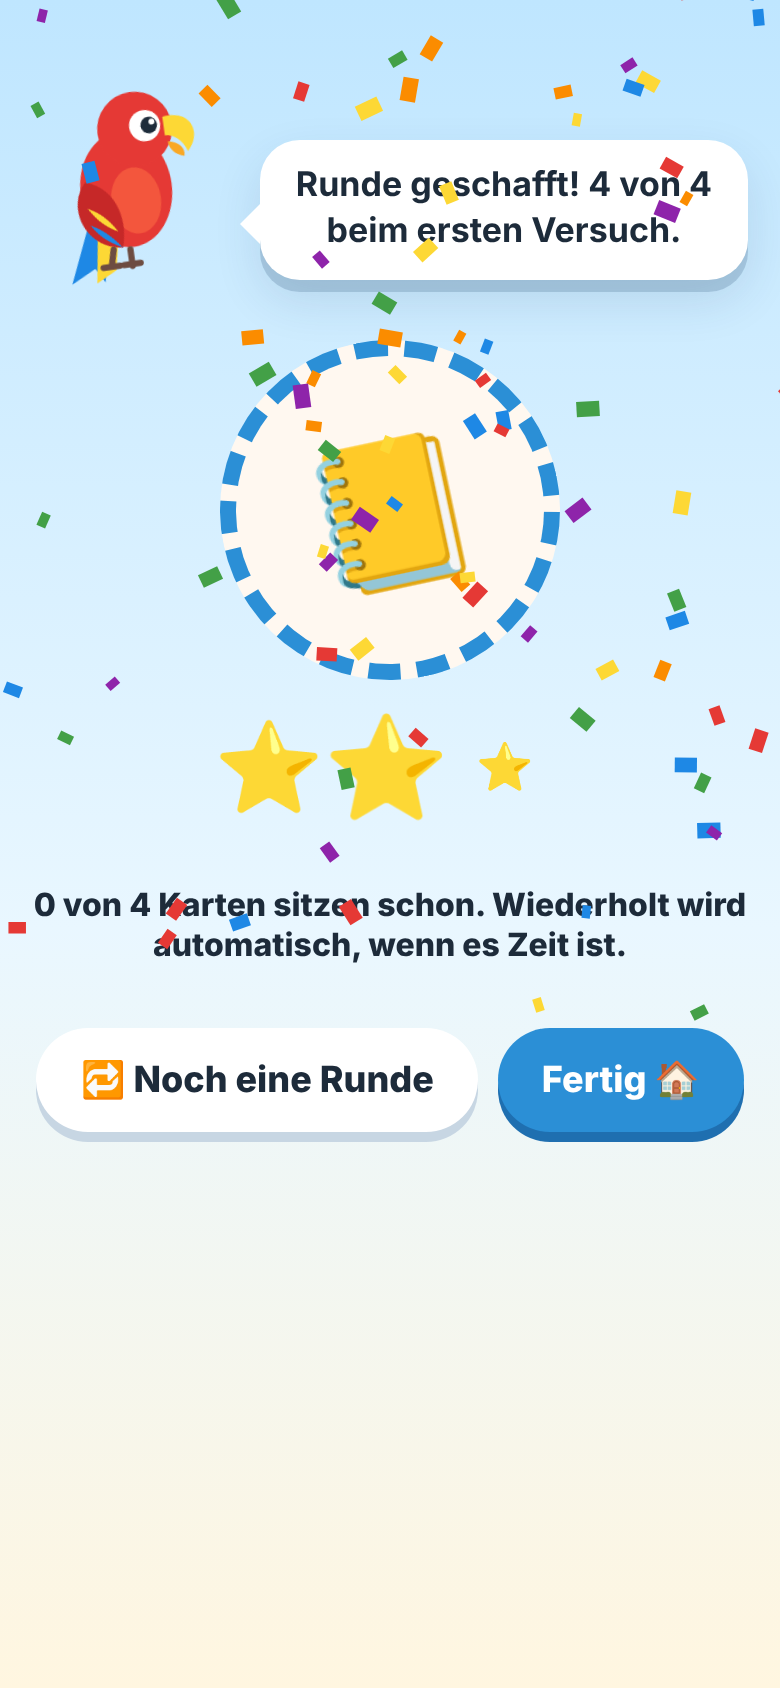 Runde geschafft! 4 von 4
beim ersten Versuch.
0 von 4 Karten sitzen schon. Wiederholt wird
automatisch, wenn es Zeit ist.
Noch eine Runde
Fertig